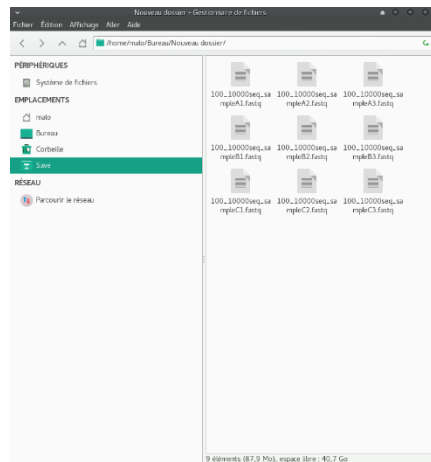 Nouveau dossier - Gestionnaire de fichiers
Fichier Édition Affichage Aller Aide
/home/malo/Bureau/Nouveau dossier/
PÉRIPHÉRIQUES
Système de fichiers
EMPLACEMENTS
malo
Bureau
Corbeille
Save
RÉSEAU
Parcourir le réseau
100_10000seq_sa 100_10000seq_sa 100_10000seq_sa
mpleA1.fastq mpleA2.fastq mpleA3.fastq
100_10000seq_sa 100_10000seq_sa 100_10000seq_sa
mpleB1.fastq mpleB2.fastq mpleB3.fastq
100_10000seq_sa 100_10000seq_sa 100_10000seq_sa
mpleC1.fastq mpleC2.fastq mpleC3.fastq
9 éléments (87,9 Mo), espace libre : 40,7 Go